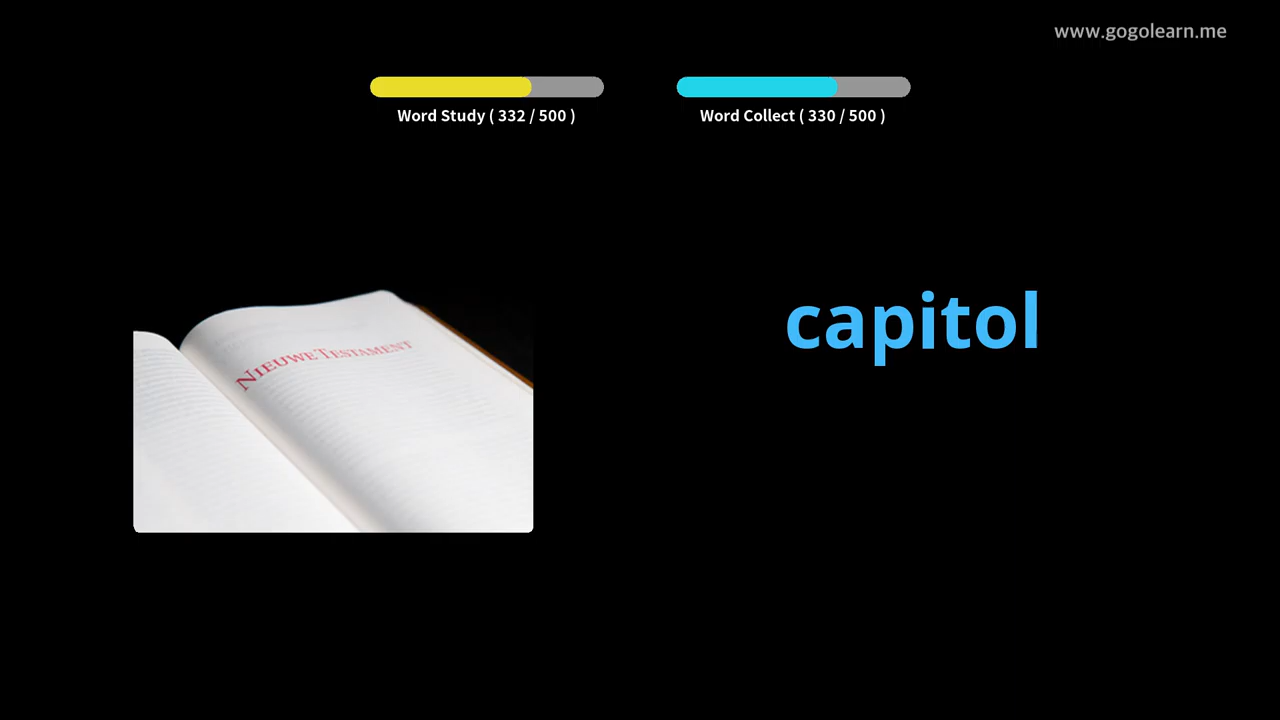 www.gogolearn.me
Word Study ( 332 / 500 )
Word Collect ( 330 / 500 )
NIEUWE TESTAMENT
capitol